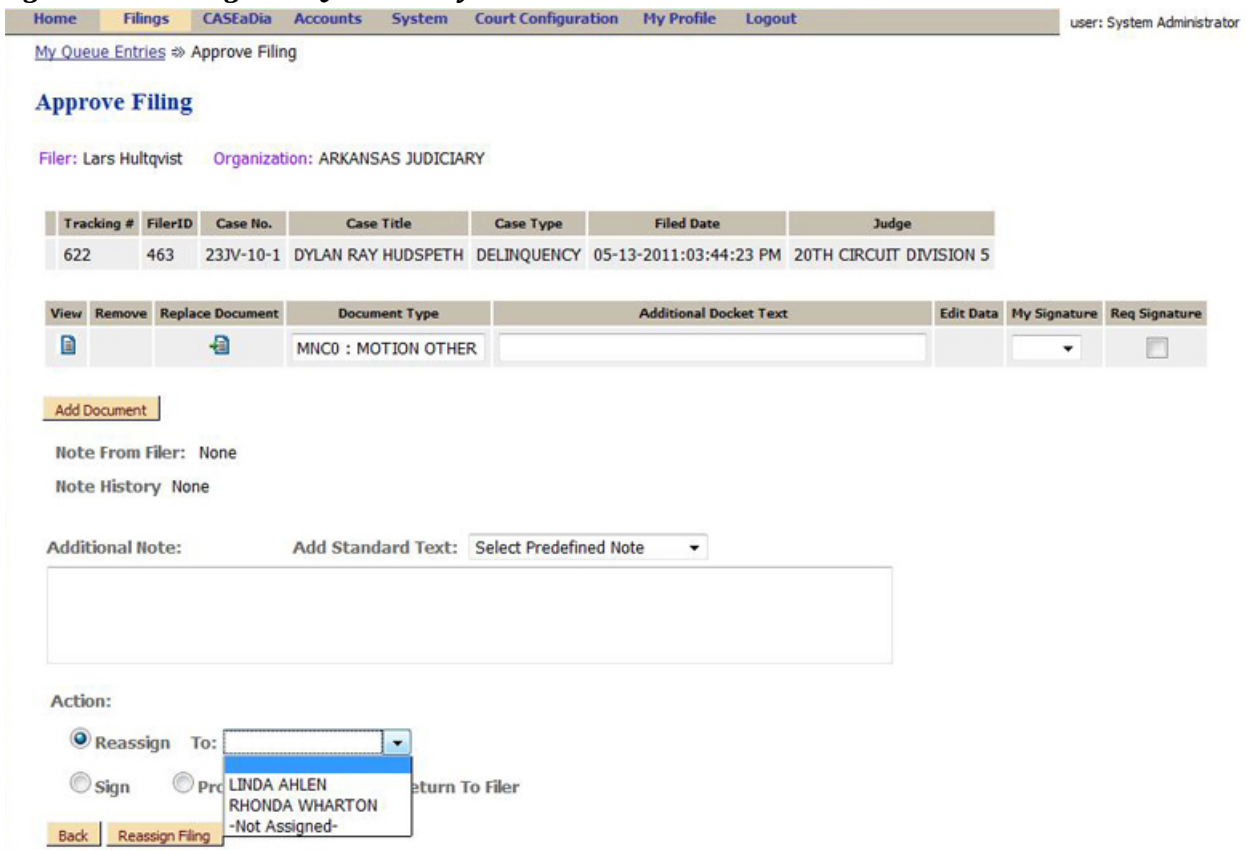 Home Filings CASEaDia Accounts System Court Configuration My Profile Logout user: System Administrator
My Queue Entries ⇨ Approve Filing
Approve Filing
Filer: Lars Hultqvist Organization: ARKANSAS JUDICIARY
Tracking # FilerID Case No. Case Title Case Type Filed Date Judge
622 463 23JV-10-1 DYLAN RAY HUDSPETH DELINQUENCY 05-13-2011:03:44:23 PM 20TH CIRCUIT DIVISION 5
View Remove Replace Document Document Type Additional Docket Text Edit Data My Signature Req Signature
MNC0 : MOTION OTHER
Add Document
Note From Filer: None
Note History None
Additional Note: Add Standard Text: Select Predefined Note
Action:
Reassign To:
LINDA AHLEN
RHONDA WHARTON
-Not Assigned-
Sign Pro eturn To Filer
Back Reassign Filing